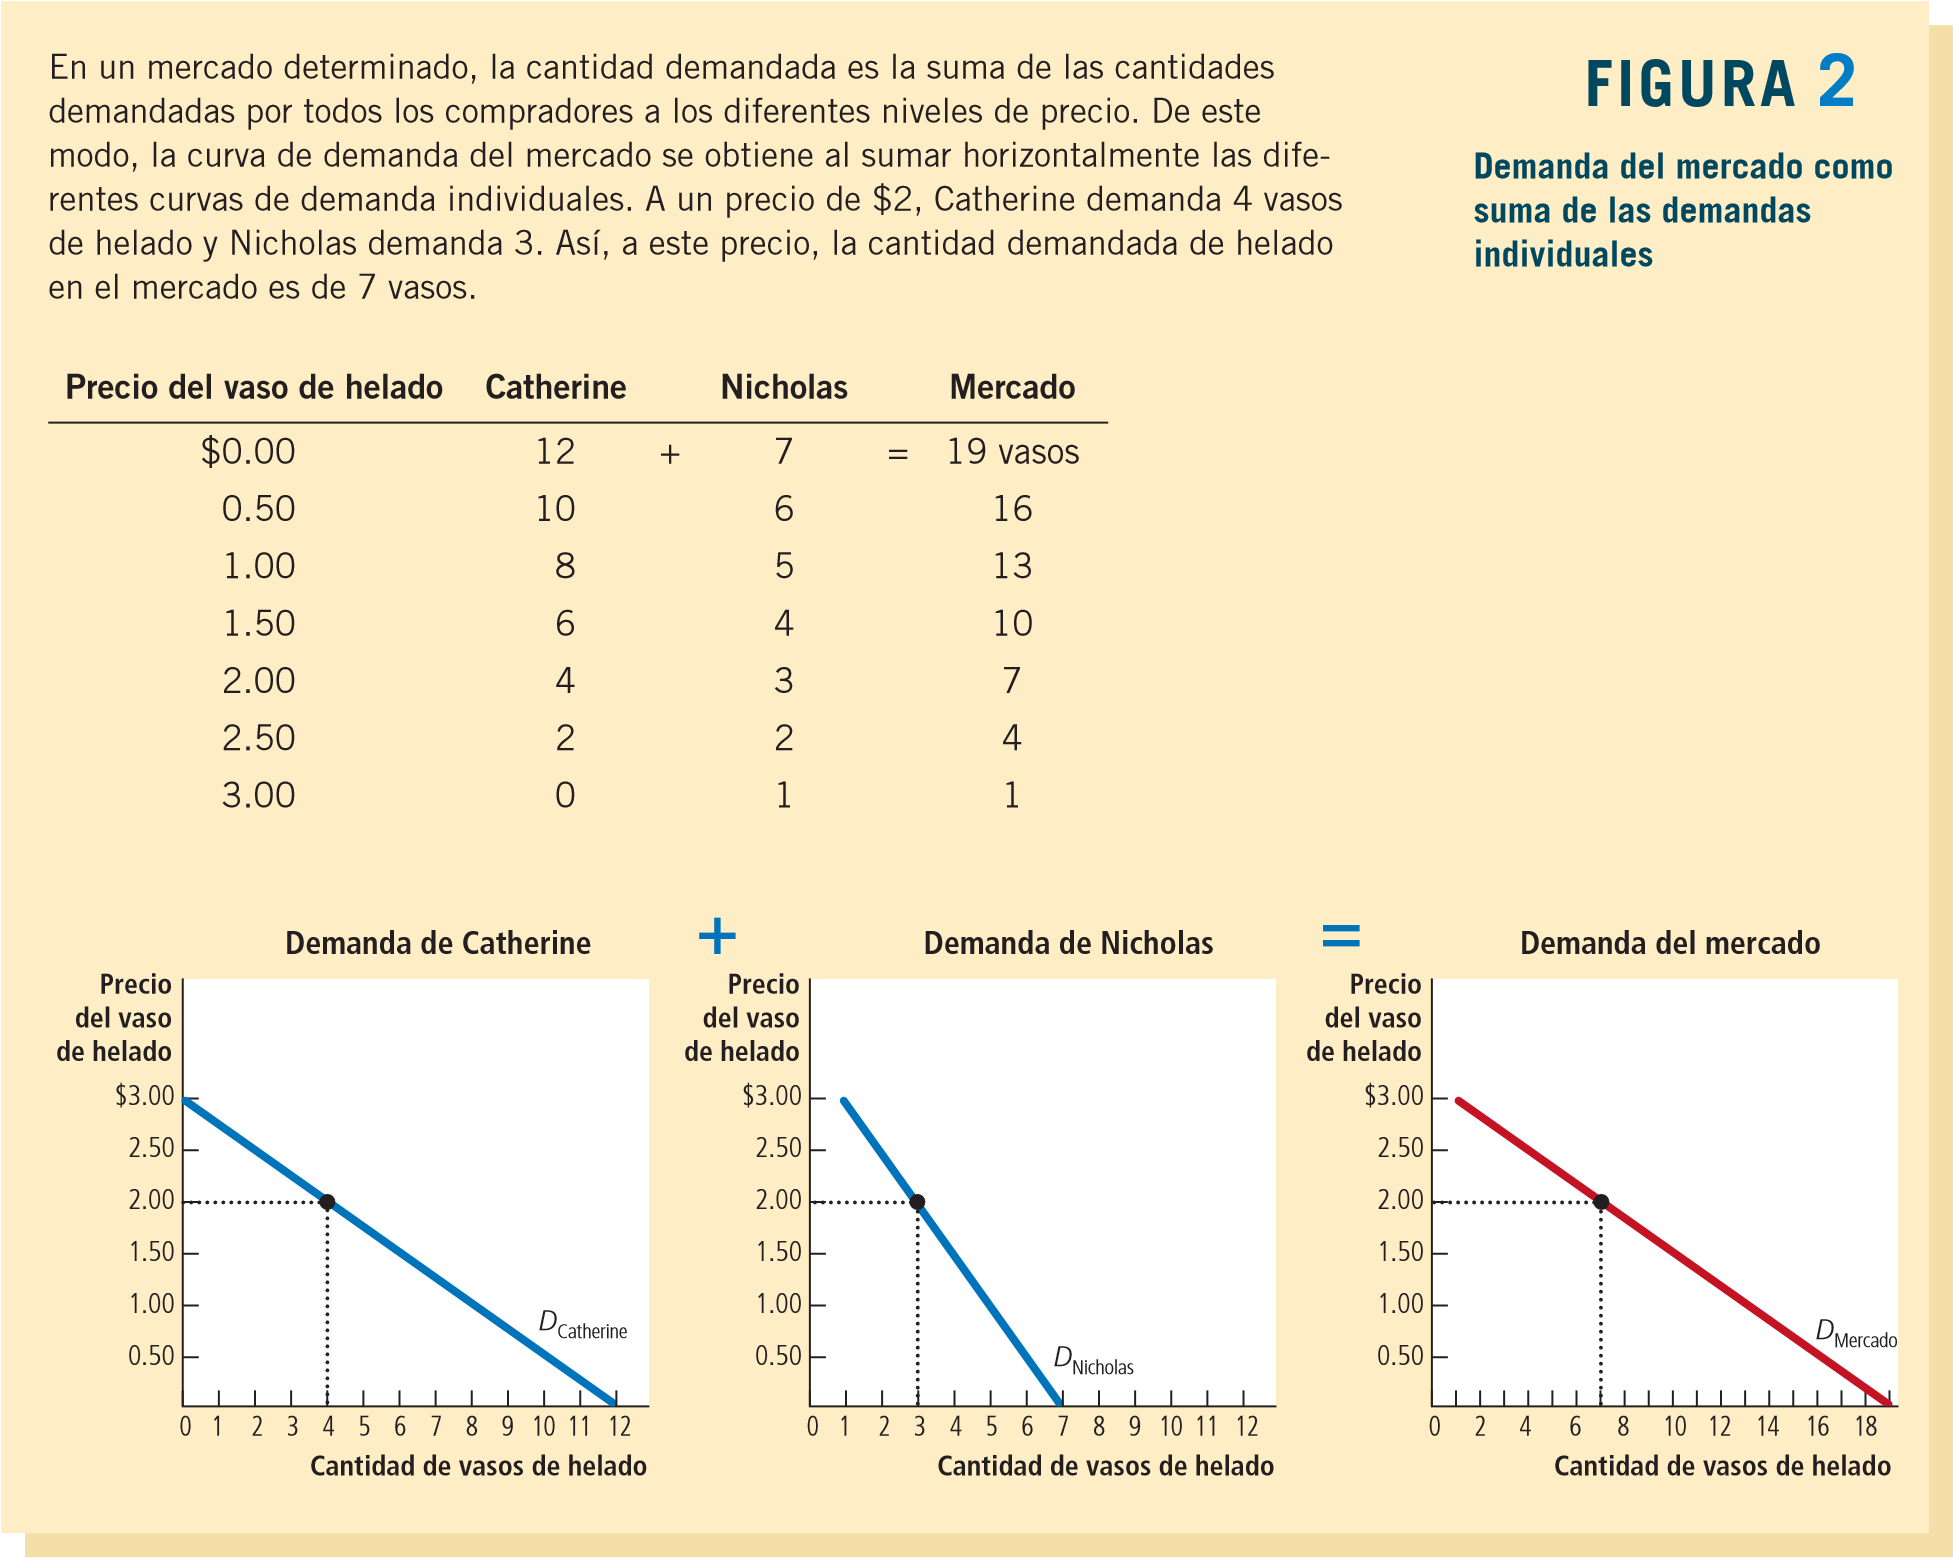 En un mercado determinado, la cantidad demandada es la suma de las cantidades
demandadas por todos los compradores a los diferentes niveles de precio. De este
modo, la curva de demanda del mercado se obtiene al sumar horizontalmente las dife-
rentes curvas de demanda individuales. A un precio de $2, Catherine demanda 4 vasos
de helado y Nicholas demanda 3. Así, a este precio, la cantidad demandada de helado
en el mercado es de 7 vasos.
FIGURA 2
Demanda del mercado como
suma de las demandas
individuales
Precio del vaso de helado Catherine Nicholas Mercado
$0.00 12 + 7 = 19 vasos
0.50 10 6 16
1.00 8 5 13
1.50 6 4 10
2.00 4 3 7
2.50 2 2 4
3.00 0 1 1
Demanda de Catherine + Demanda de Nicholas = Demanda del mercado
Precio
del vaso
de helado
$3.00
2.50
2.00
1.50
1.00
0.50
D Catherine
0 1 2 3 4 5 6 7 8 9 10 11 12
Cantidad de vasos de helado
Precio
del vaso
de helado
$3.00
2.50
2.00
1.50
1.00
0.50
D Nicholas
0 1 2 3 4 5 6 7 8 9 10 11 12
Cantidad de vasos de helado
Precio
del vaso
de helado
$3.00
2.50
2.00
1.50
1.00
0.50
D Mercado
0 2 4 6 8 10 12 14 16 18
Cantidad de vasos de helado